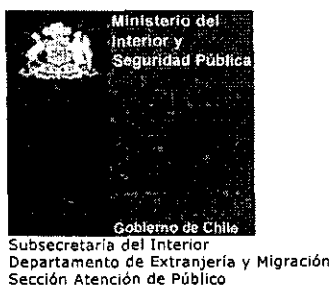 Ministerio del
Interior y
Seguridad Pública
Gobierno de Chile
Subsecretaría del Interior
Departamento de Extranjería y Migración
Sección Atención de Público